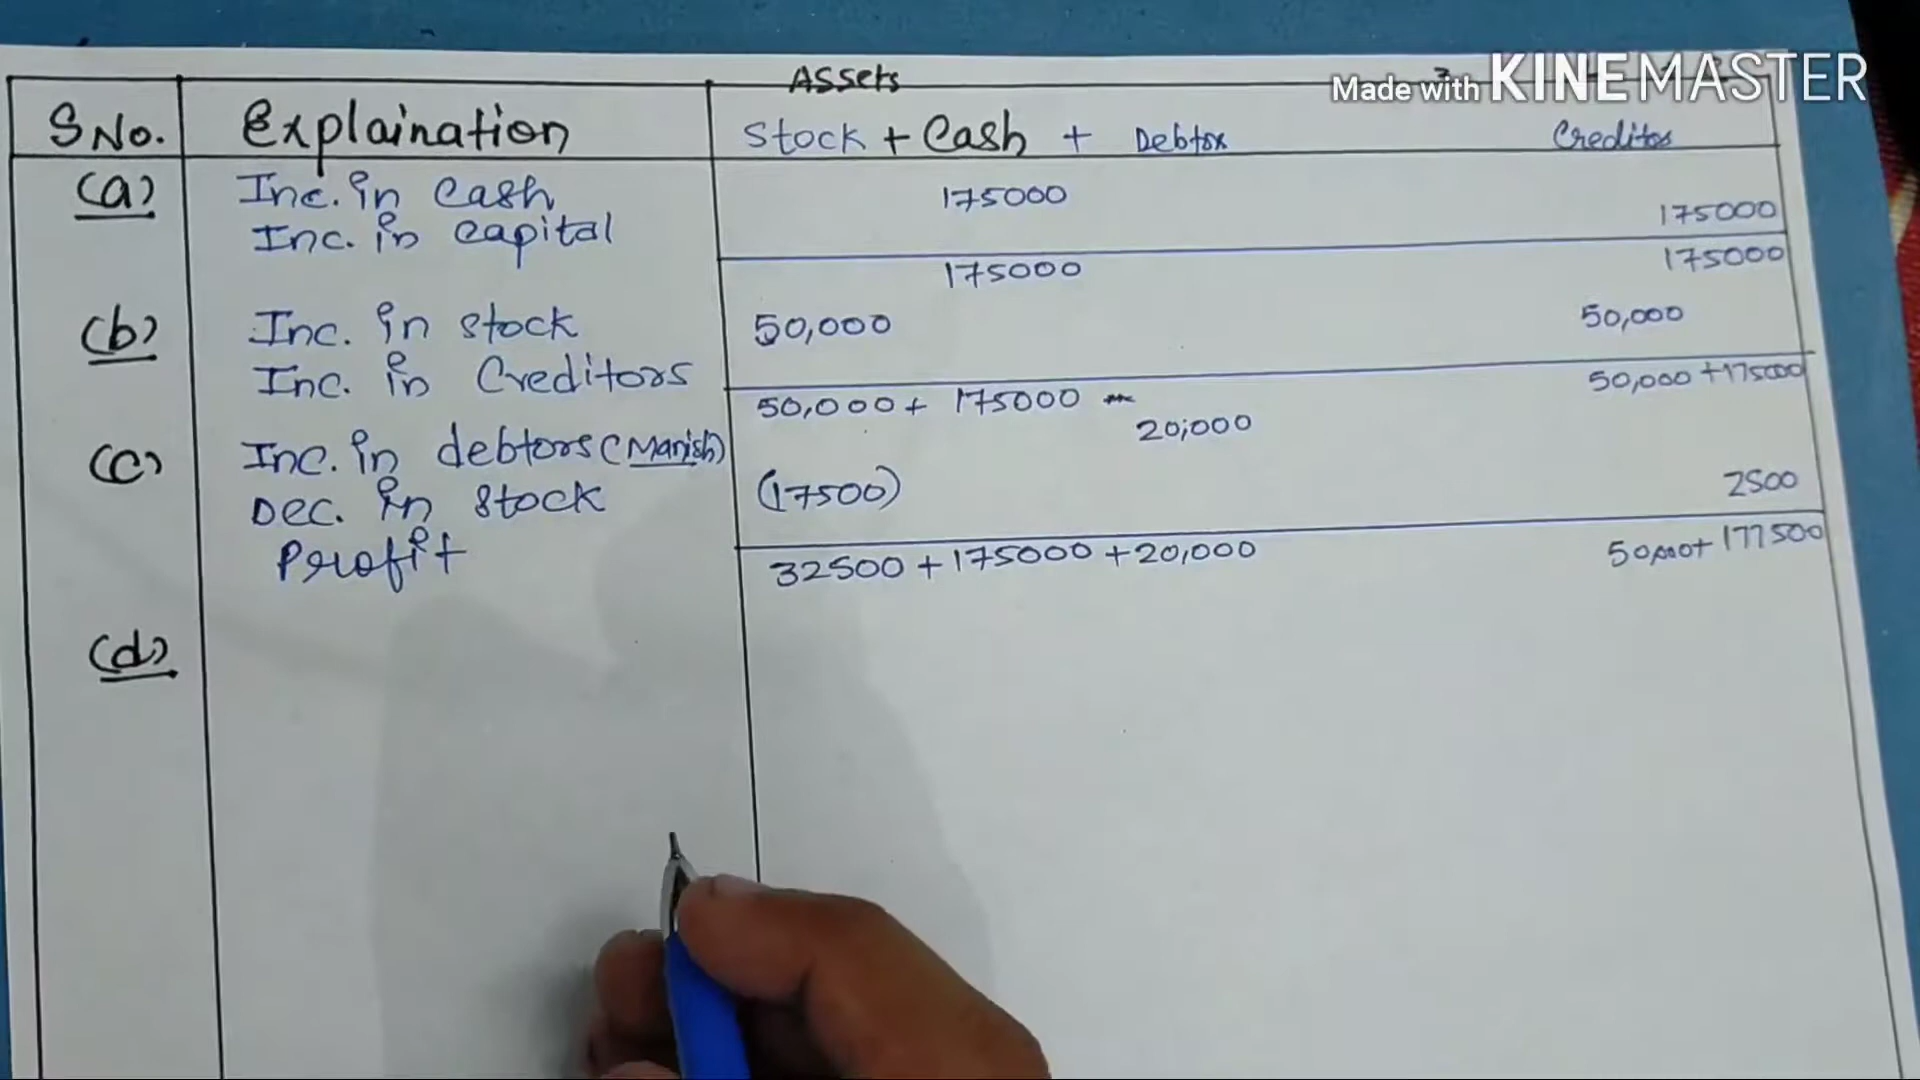 Made with KINEMASTER
Assets
S No. Explaination Stock + Cash + Debtox Creditos
(a) Inc. in Cash 175000
Inc. in capital 175000
175000 175000
(b) Inc. in stock 50,000 50,000
Inc. in Creditors
50,000 + 175000 50,000 +175000
20,000
(c) Inc. in debtors (Manish)
Dec. in stock (17500) 2500
Profit
32500 + 175000 + 20,000 50,000+ 177500
(d)